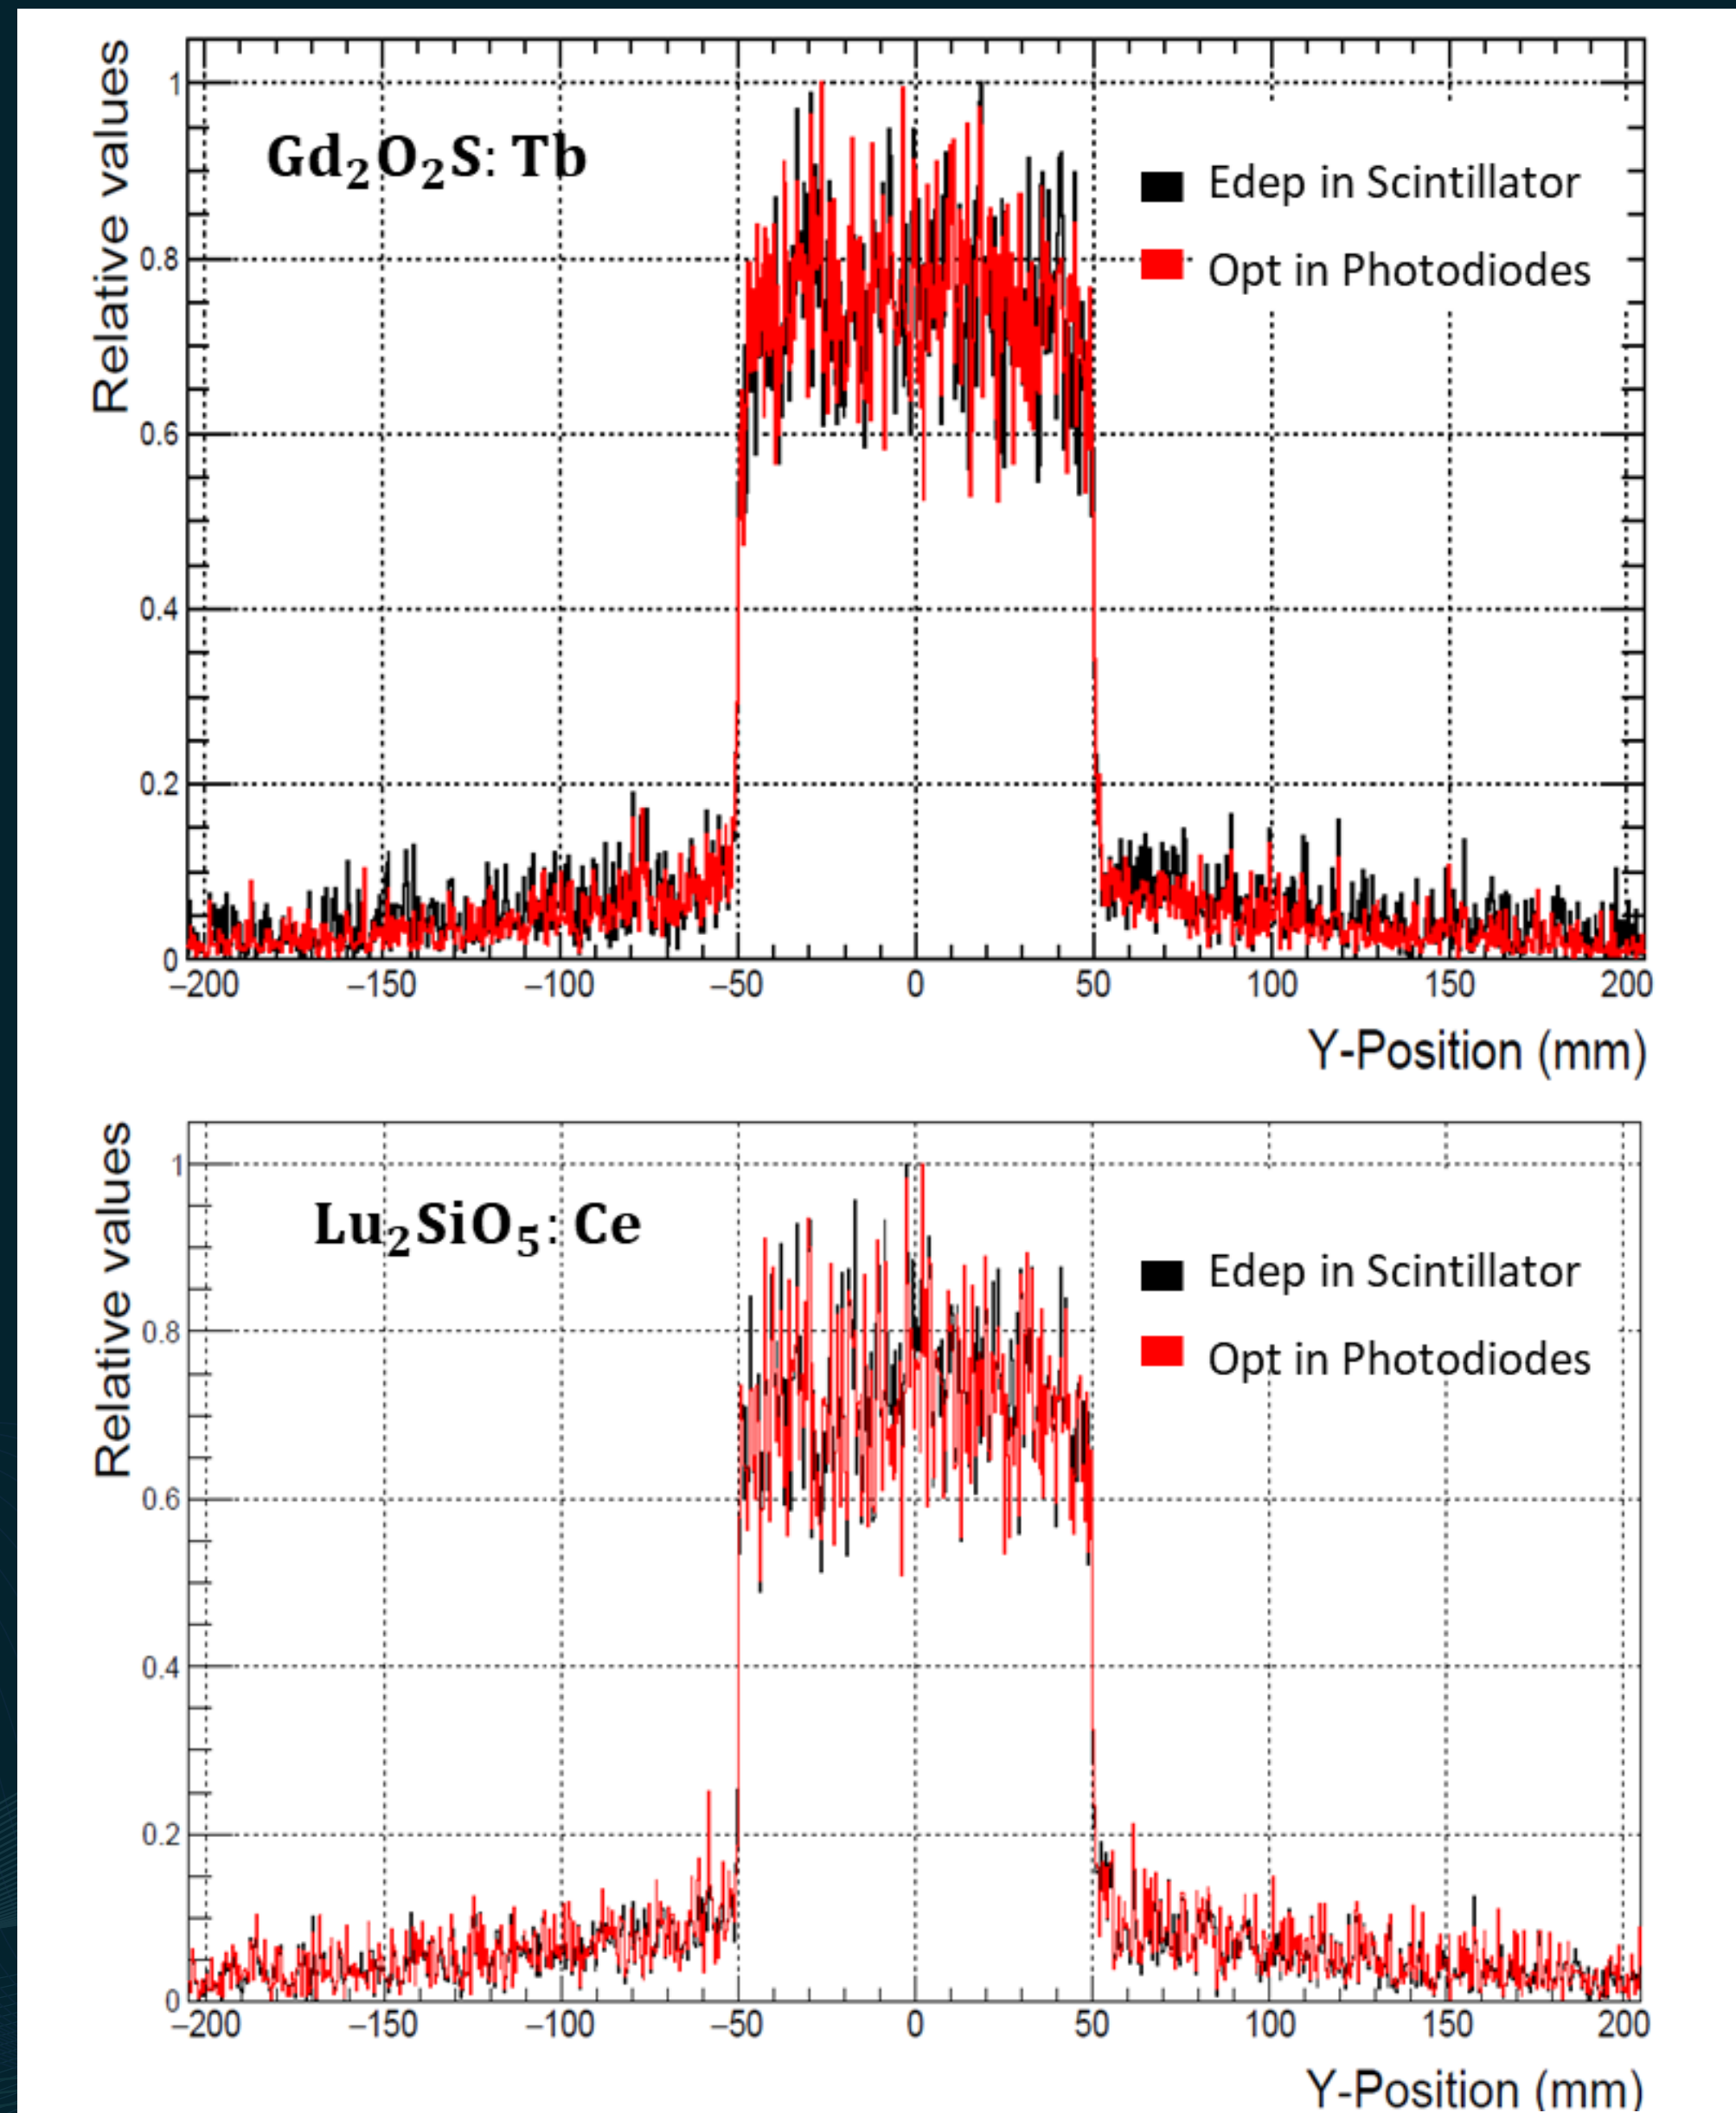 Relative values
1
0.8
0.6
0.4
0.2
0
Gd₂O₂S: Tb
Edep in Scintillator
Opt in Photodiodes
−200 −150 −100 −50 0 50 100 150 200
Y-Position (mm)
Relative values
1
0.8
0.6
0.4
0.2
0
Lu₂SiO₅: Ce
Edep in Scintillator
Opt in Photodiodes
−200 −150 −100 −50 0 50 100 150 200
Y-Position (mm)